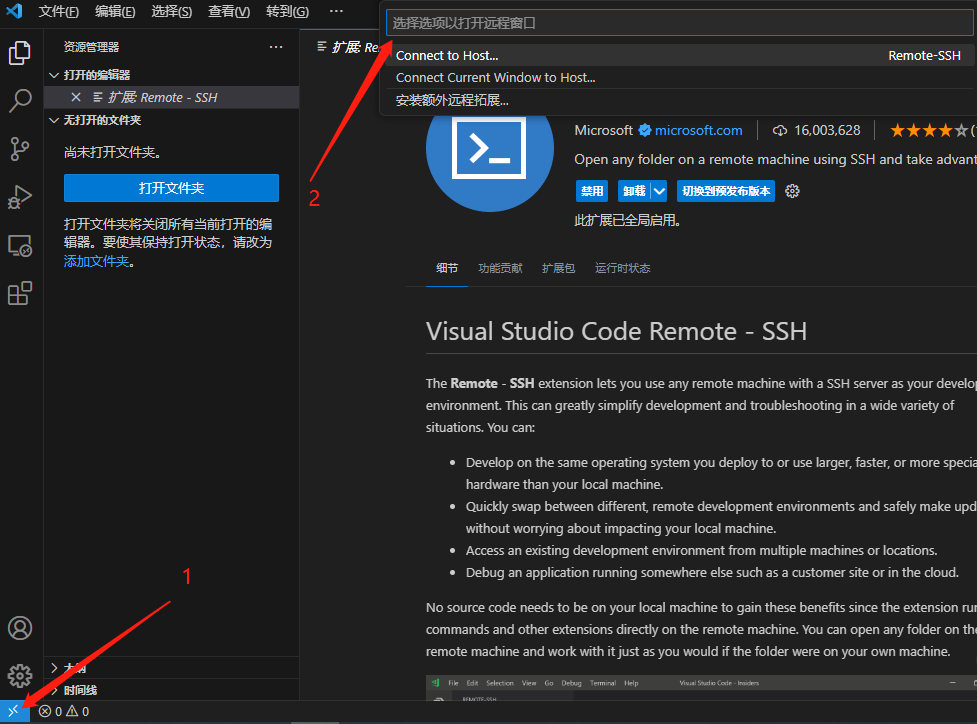 文件(F) 编辑(E) 选择(S) 查看(V) 转到(G) ···
选择选项以打开远程窗口
Connect to Host... Remote-SSH
Connect Current Window to Host...
安装额外远程拓展...
资源管理器 ···
打开的编辑器
扩展: Remote - SSH
无打开的文件夹
尚未打开文件夹。
打开文件夹
打开文件夹将关闭所有当前打开的编
辑器。要使其保持打开状态，请改为
添加文件夹。
大纲
时间线
0 0
1
2
扩展: Re
Microsoft microsoft.com 16,003,628
Open any folder on a remote machine using SSH and take advant
禁用 卸载 切换到预发布版本
此扩展已全局启用。
细节 功能贡献 扩展包 运行时状态
Visual Studio Code Remote - SSH
The Remote - SSH extension lets you use any remote machine with a SSH server as your develop
environment. This can greatly simplify development and troubleshooting in a wide variety of
situations. You can:
Develop on the same operating system you deploy to or use larger, faster, or more specia
hardware than your local machine.
Quickly swap between different, remote development environments and safely make upd
without worrying about impacting your local machine.
Access an existing development environment from multiple machines or locations.
Debug an application running somewhere else such as a customer site or in the cloud.
No source code needs to be on your local machine to gain these benefits since the extension run
commands and other extensions directly on the remote machine. You can open any folder on the
remote machine and work with it just as you would if the folder were on your own machine.
File Edit Selection View Go Debug Terminal Help Visual Studio Code - Insiders
REMOTE-SSH